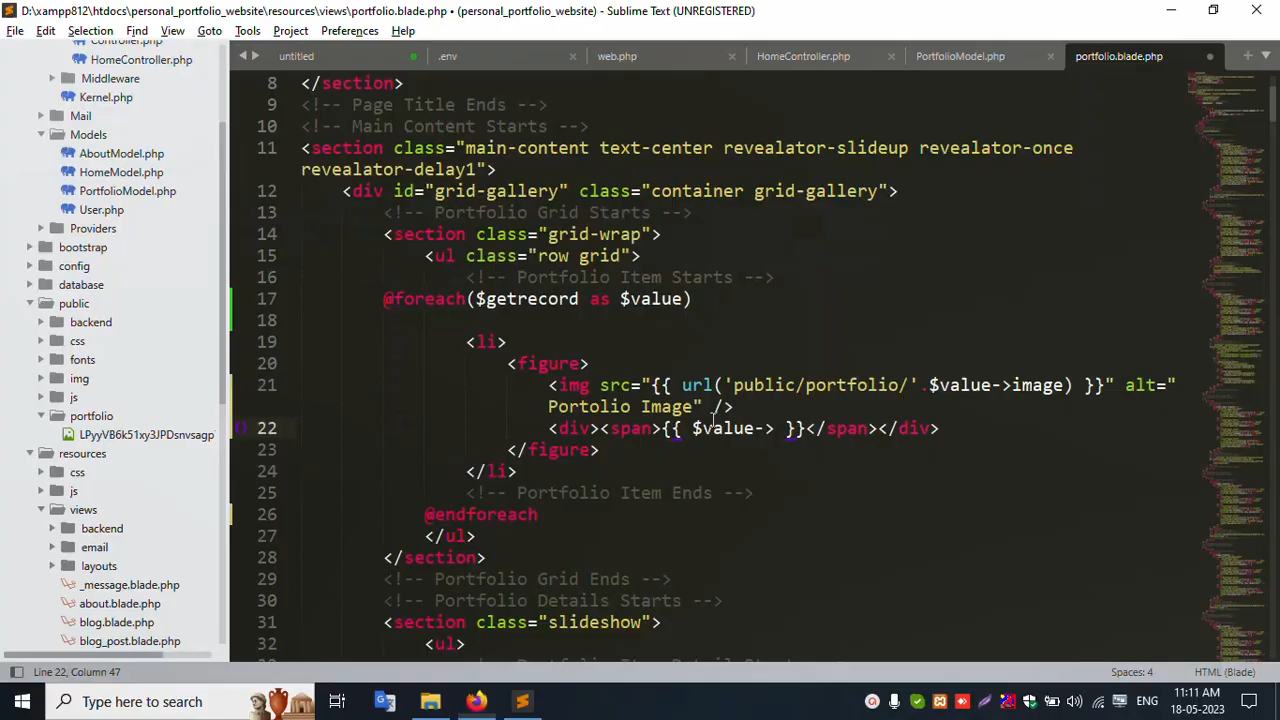 D:\xampp812\htdocs\personal_portfolio_website\resources\views\portfolio.blade.php • (personal_portfolio_website) - Sublime Text (UNREGISTERED)
File Edit Selection Find View Goto Tools Project Preferences Help
untitled .env web.php HomeController.php PortfolioModel.php portfolio.blade.php
Controller.php
HomeController.php
Middleware
Kernel.php
Mail
Models
AboutModel.php
HomeModel.php
PortfolioModel.php
User.php
Providers
bootstrap
config
database
public
backend
css
fonts
img
js
portfolio
LPyyVB6k51xy3JPDsnvsagp
resources
css
js
views
backend
email
layouts
_message.blade.php
about.blade.php
blog.blade.php
blog_post.blade.php
8 </section>
9 <!-- Page Title Ends -->
10 <!-- Main Content Starts -->
11 <section class="main-content text-center revealator-slideup revealator-once
revealator-delay1">
12 <div id="grid-gallery" class="container grid-gallery">
13 <!-- Portfolio Grid Starts -->
14 <section class="grid-wrap">
15 <ul class="row grid">
16 <!-- Portfolio Item Starts -->
17 @foreach($getrecord as $value)
18
19 <li>
20 <figure>
21 <img src="{{ url('public/portfolio/'.$value->image) }}" alt="
Portolio Image" />
22 <div><span>{{ $value-> }}</span></div>
23 </figure>
24 </li>
25 <!-- Portfolio Item Ends -->
26 @endforeach
27 </ul>
28 </section>
29 <!-- Portfolio Grid Ends -->
30 <!-- Portfolio Details Starts -->
31 <section class="slideshow">
32 <ul>
Line 22, Column 47 Spaces: 4 HTML (Blade)
Type here to search ENG 11:11 AM
18-05-2023